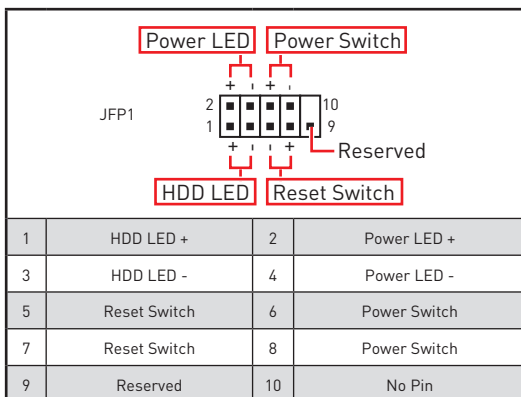 Power LED Power Switch
+ - + -
JFP1
2 10
1 9
+ - - +
Reserved
HDD LED Reset Switch
1 HDD LED + 2 Power LED +
3 HDD LED - 4 Power LED -
5 Reset Switch 6 Power Switch
7 Reset Switch 8 Power Switch
9 Reserved 10 No Pin